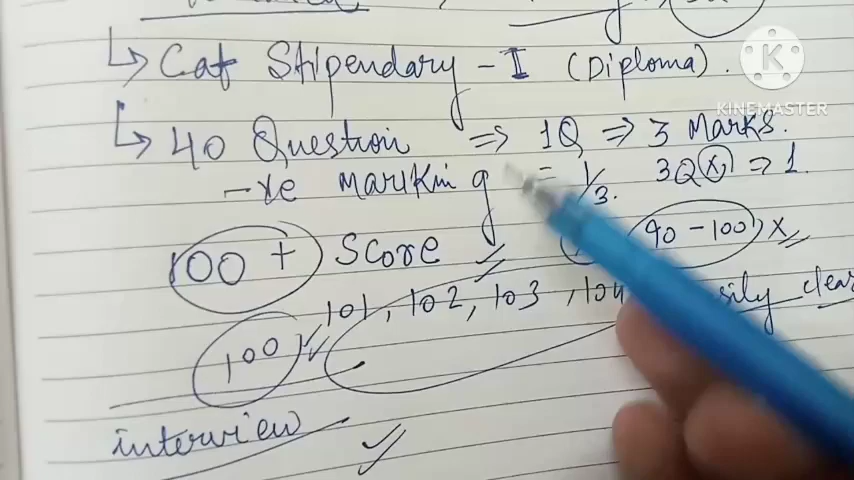 ↳ Cat Stipendary - I (Diploma).
K
KINEMASTER
↳ 40 Question => 1Q => 3 Marks.
-ve marking = 1/3. 3Q(x) => 1.
100 + Score ✓ 90 - 100 x
101, 102, 103, 104 easily clear
100 ✓
interview ✓